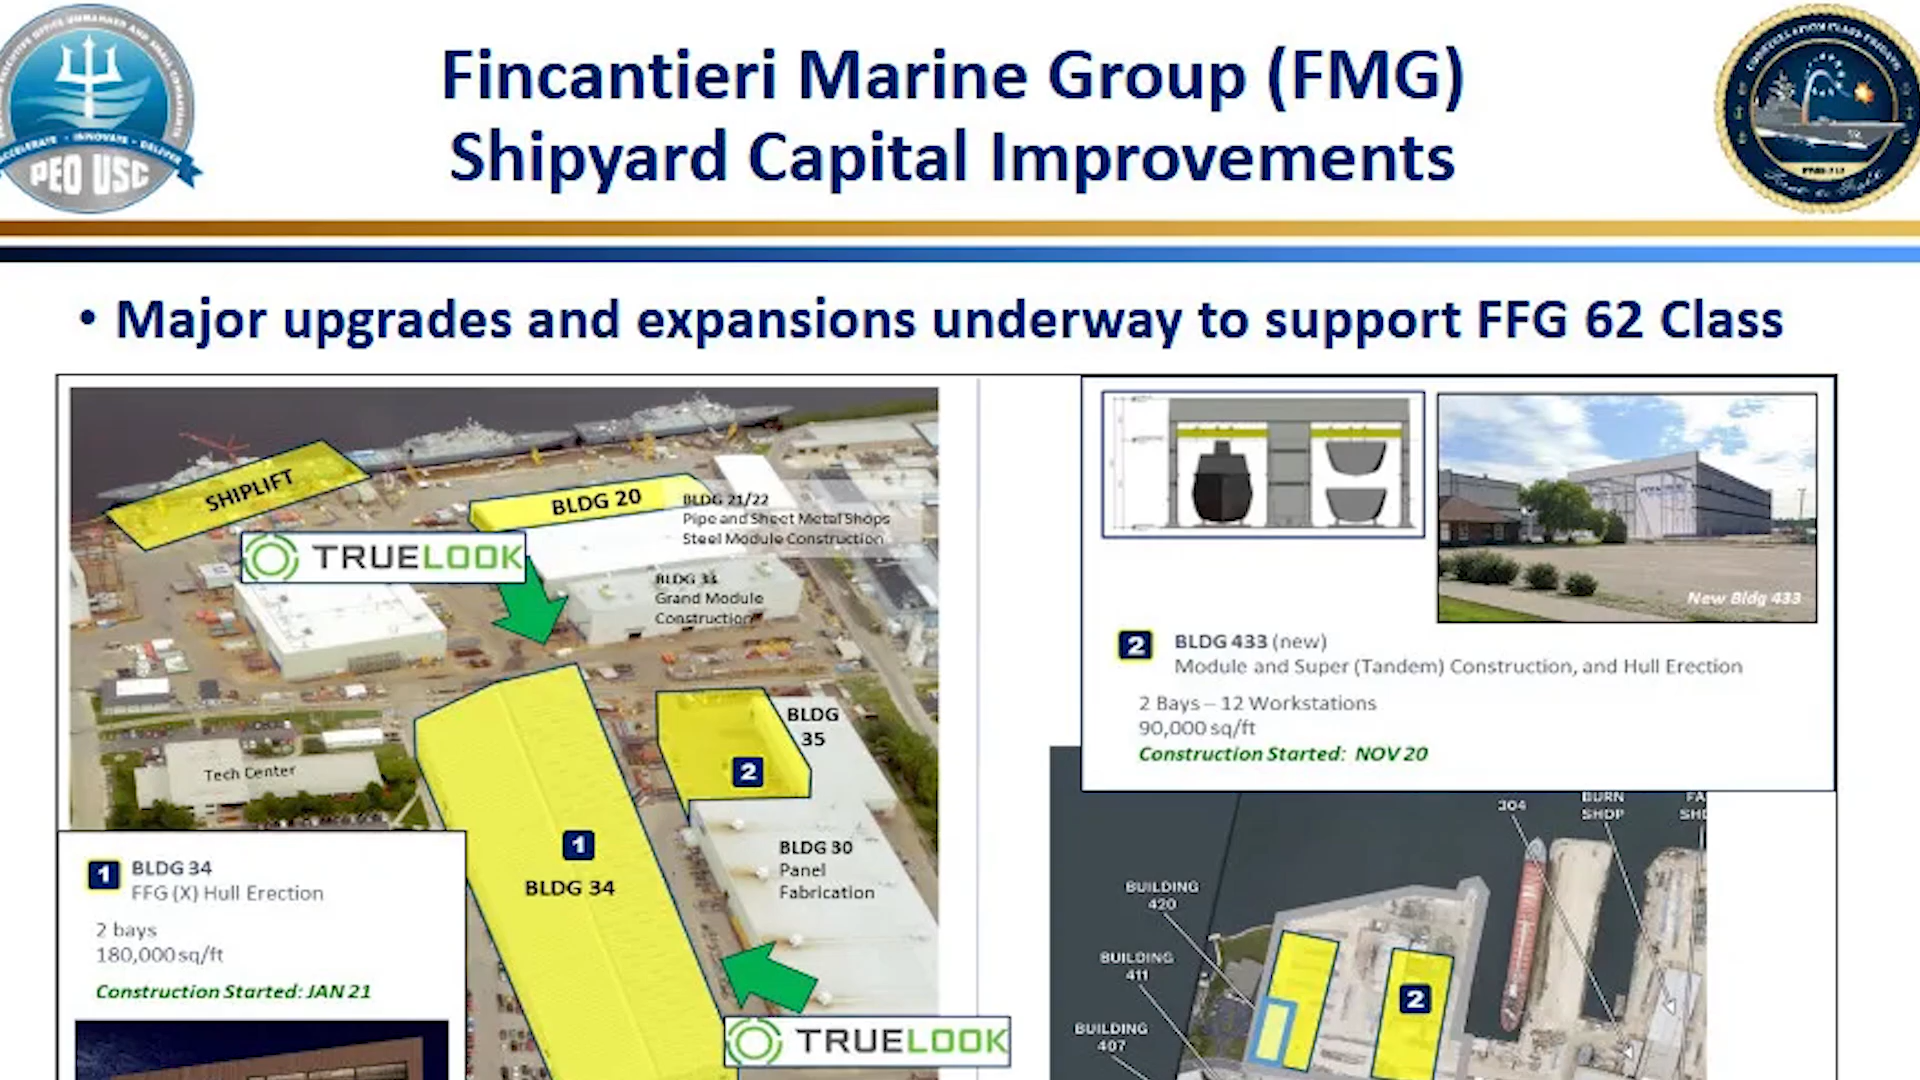 Fincantieri Marine Group (FMG)
Shipyard Capital Improvements
ACCELERATE - INNOVATE - DELIVER
PEO USC
• Major upgrades and expansions underway to support FFG 62 Class
SHIPLIFT
BLDG 20
BLDG 21/22
Pipe and Sheet Metal Shops
Steel Module Construction
TRUELOOK
BLDG 33
Grand Module
Construction
BLDG
35
2
Tech Center
1
BLDG 34
BLDG 30
Panel
Fabrication
TRUELOOK
1 BLDG 34
FFG (X) Hull Erection
2 bays
180,000 sq/ft
Construction Started: JAN 21
New Bldg 433
2 BLDG 433 (new)
Module and Super (Tandem) Construction, and Hull Erection
2 Bays – 12 Workstations
90,000 sq/ft
Construction Started: NOV 20
304
BURN
SHOP
BUILDING
420
BUILDING
411
BUILDING
407
2